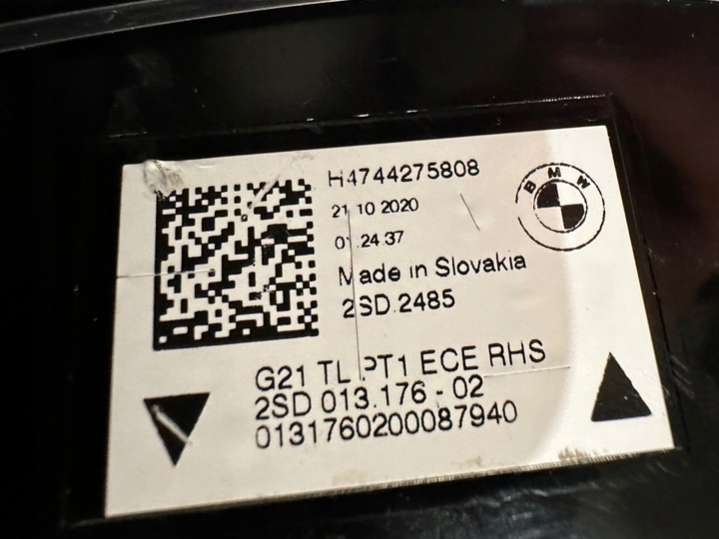 H4744275808
BMW
21.10.2020
01:24:37
Made in Slovakia
2SD.2485
G21 TL PT1 ECE RHS
2SD 013.176 - 02
0131760200087940